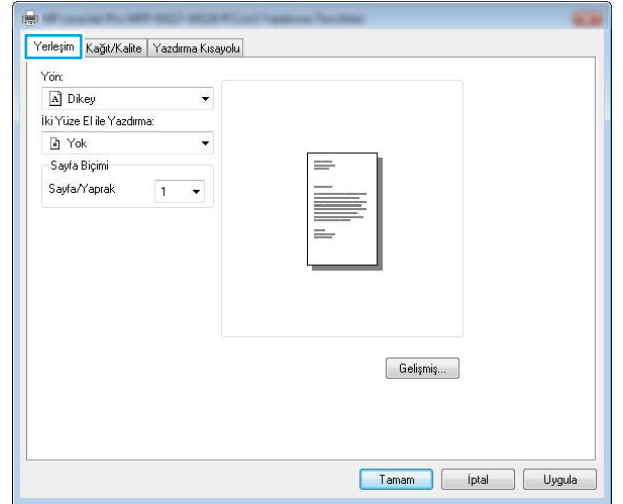 Yerleşim Kağıt/Kalite Yazdırma Kısayolu
Yön:
A Dikey
İki Yüze El ile Yazdırma:
Yok
Sayfa Biçimi
Sayfa/Yaprak 1
Gelişmiş...
Tamam İptal Uygula